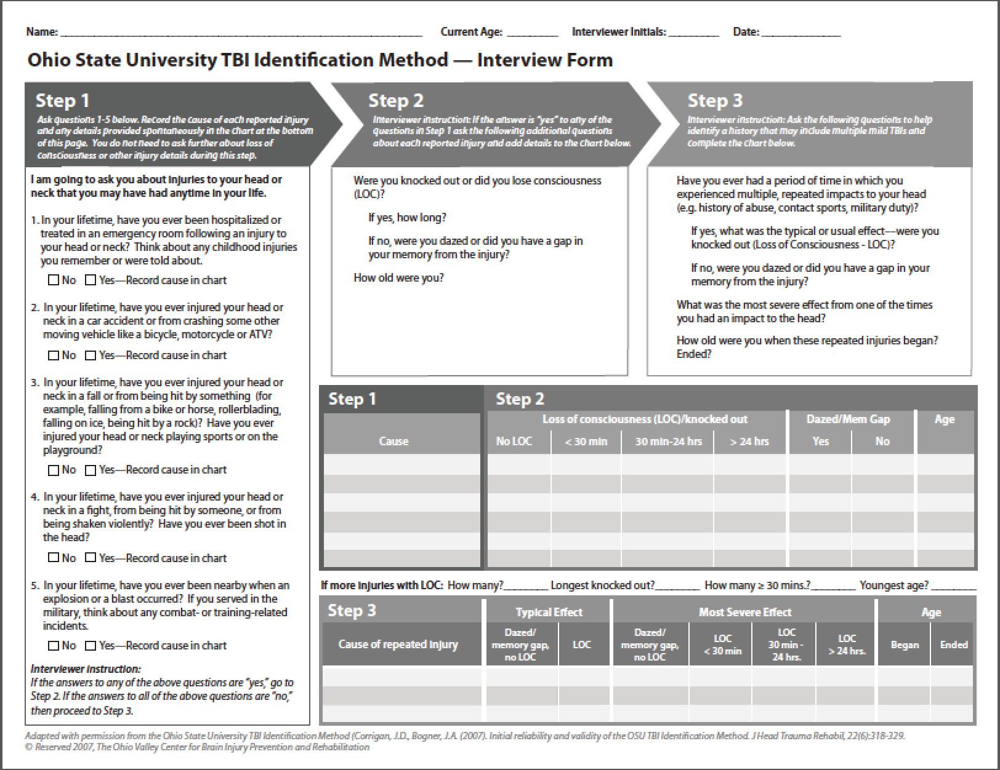 Name: ____ Current Age: ____ Interviewer Initials: ____ Date: ____
Ohio State University TBI Identification Method — Interview Form
Step 1
Ask questions 1-5 below. Record the cause of each reported injury
and any details provided spontaneously in the chart at the bottom
of this page. You do not need to ask further about loss of
consciousness or other injury details during this step.
I am going to ask you about injuries to your head or
neck that you may have had anytime in your life.
1. In your lifetime, have you ever been hospitalized or
treated in an emergency room following an injury to
your head or neck? Think about any childhood injuries
you remember or were told about.
No Yes—Record cause in chart
2. In your lifetime, have you ever injured your head or
neck in a car accident or from crashing some other
moving vehicle like a bicycle, motorcycle or ATV?
No Yes—Record cause in chart
3. In your lifetime, have you ever injured your head or
neck in a fall or from being hit by something (for
example, falling from a bike or horse, rollerblading,
falling on ice, being hit by a rock)? Have you ever
injured your head or neck playing sports or on the
playground?
No Yes—Record cause in chart
4. In your lifetime, have you ever injured your head or
neck in a fight, from being hit by someone, or from
being shaken violently? Have you ever been shot in
the head?
No Yes—Record cause in chart
5. In your lifetime, have you ever been nearby when an
explosion or a blast occurred? If you served in the
military, think about any combat- or training-related
incidents.
No Yes—Record cause in chart
Interviewer instruction:
If the answers to any of the above questions are "yes," go to
Step 2. If the answers to all of the above questions are "no,"
then proceed to Step 3.
Step 2
Interviewer instruction: If the answer is "yes" to any of the
questions in Step 1 ask the following additional questions
about each reported injury and add details to the chart below.
Were you knocked out or did you lose consciousness
(LOC)?
If yes, how long?
If no, were you dazed or did you have a gap in
your memory from the injury?
How old were you?
Step 3
Interviewer instruction: Ask the following questions to help
identify a history that may include multiple mild TBIs and
complete the chart below.
Have you ever had a period of time in which you
experienced multiple, repeated impacts to your head
(e.g. history of abuse, contact sports, military duty)?
If yes, what was the typical or usual effect—were you
knocked out (Loss of Consciousness - LOC)?
If no, were you dazed or did you have a gap in your
memory from the injury?
What was the most severe effect from one of the times
you had an impact to the head?
How old were you when these repeated injuries began?
Ended?
Step 1 Step 2
Loss of consciousness (LOC)/knocked out Dazed/Mem Gap Age
Cause No LOC < 30 min 30 min-24 hrs > 24 hrs Yes No
If more injuries with LOC: How many?____ Longest knocked out?____ How many ≥ 30 mins.?____ Youngest age? ____
Step 3 Typical Effect Most Severe Effect Age
Cause of repeated injury
Dazed/
memory gap,
no LOC
LOC
Dazed/
memory gap,
no LOC
LOC
< 30 min
LOC
30 min -
24 hrs.
LOC
> 24 hrs.
Began Ended
Adapted with permission from the Ohio State University TBI Identification Method (Corrigan, J.D., Bogner, J.A. (2007). Initial reliability and validity of the OSU TBI Identification Method. J Head Trauma Rehabil, 22(6):318-329.
© Reserved 2007, The Ohio Valley Center for Brain Injury Prevention and Rehabilitation